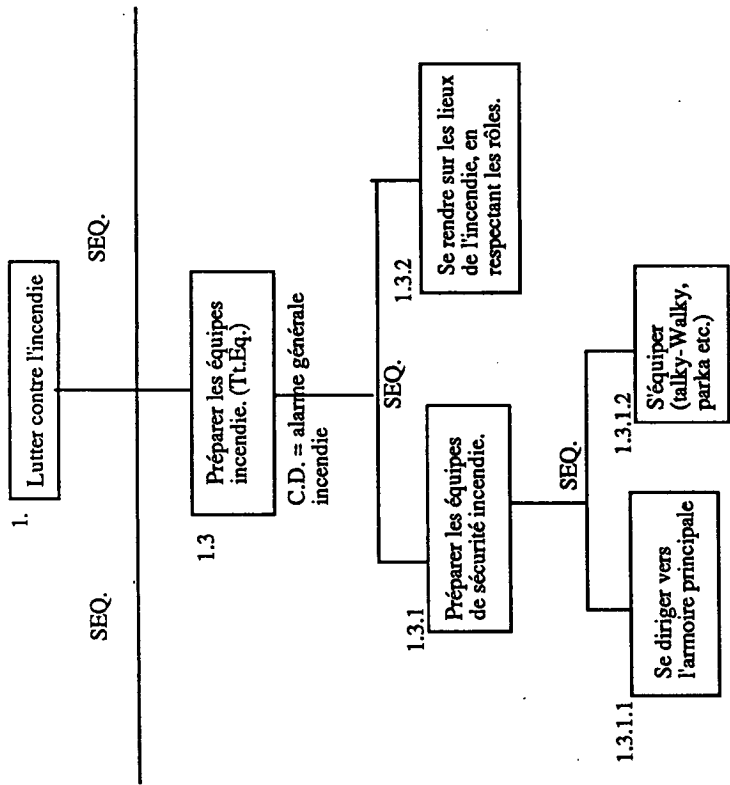 1.
Lutter contre l'incendie
SEQ.
SEQ.
1.3
Préparer les équipes
incendie. (Tt.Eq.)
C.D. = alarme générale
incendie
SEQ.
1.3.1
Préparer les équipes
de sécurité incendie.
1.3.2
Se rendre sur les lieux
de l'incendie, en
respectant les rôles.
SEQ.
1.3.1.1
Se diriger vers
l'armoire principale
1.3.1.2
S'équiper
(talky-Walky,
parka etc.)